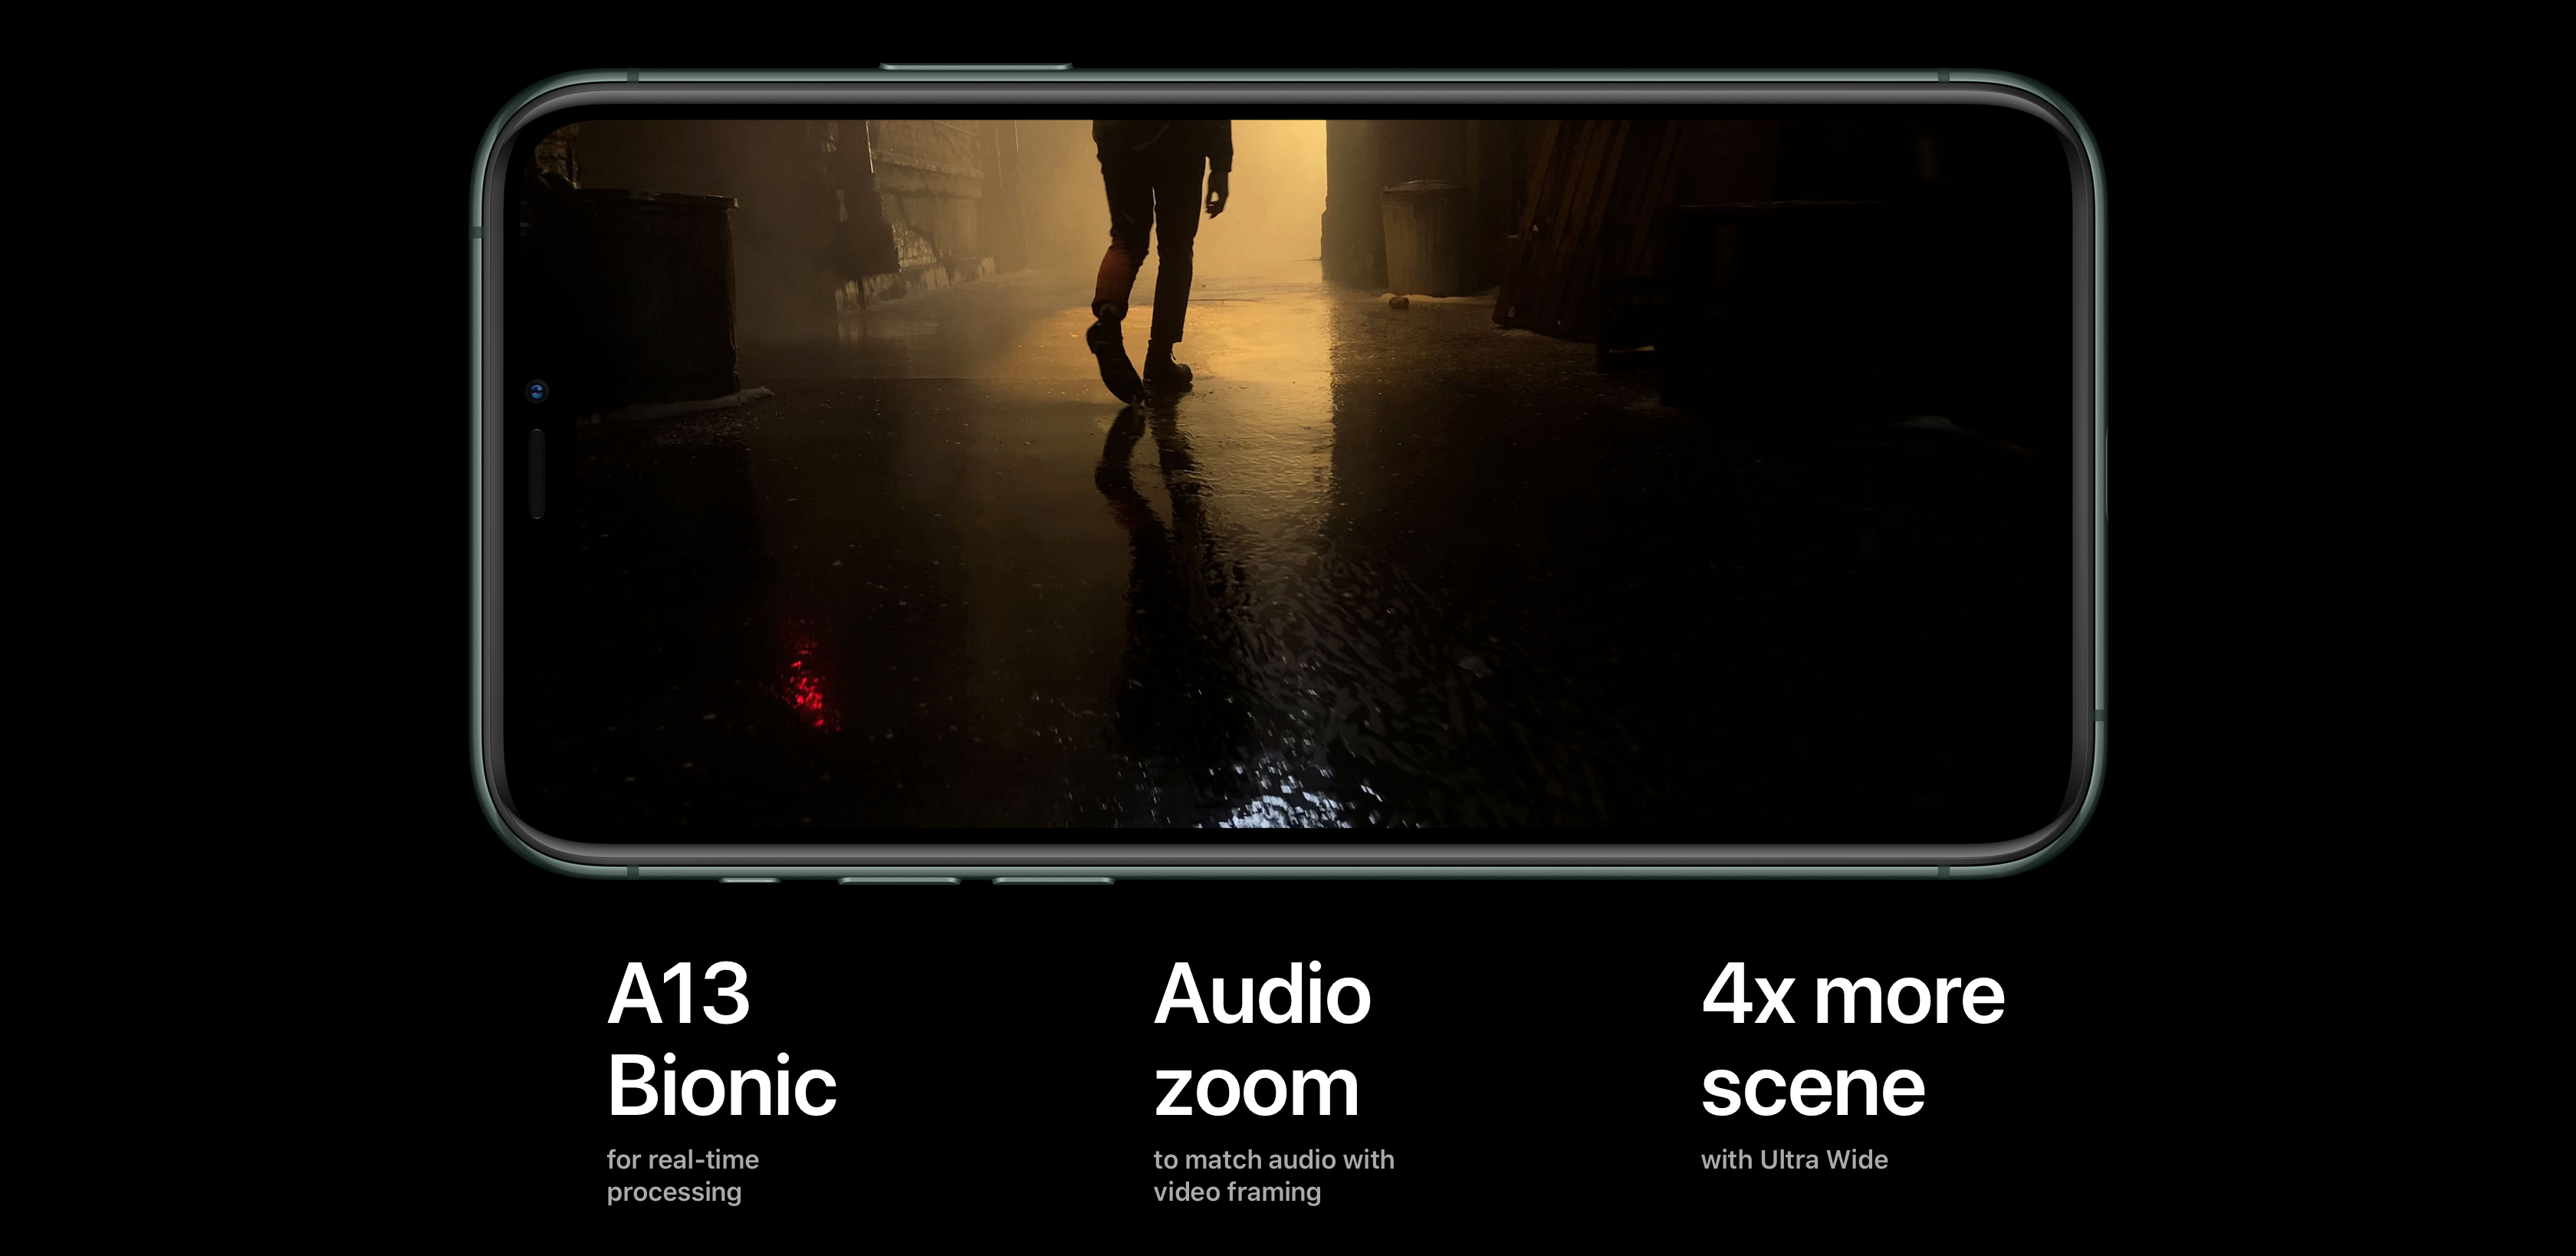 A13
Bionic
for real-time
processing
Audio
zoom
to match audio with
video framing
4x more
scene
with Ultra Wide